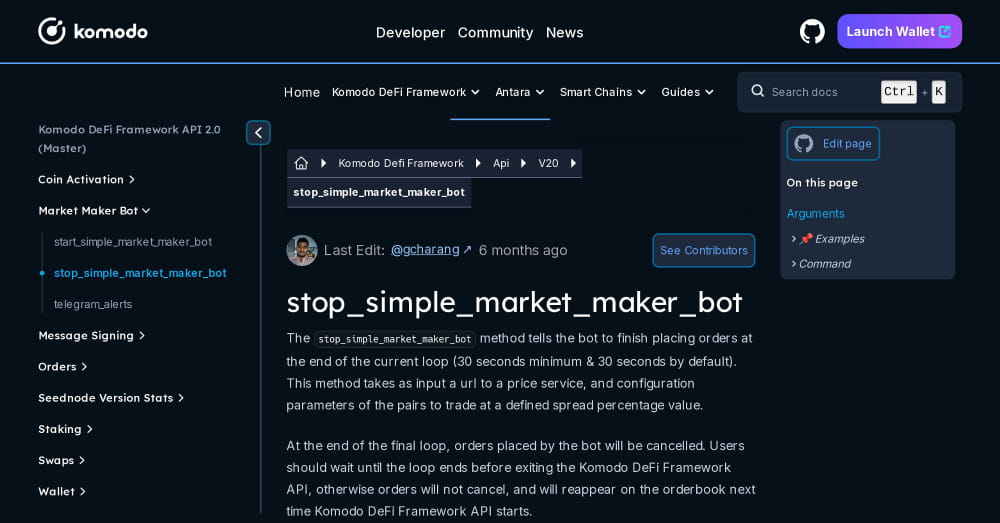 komodo
Developer Community News
Launch Wallet
Home Komodo DeFi Framework Antara Smart Chains Guides
Search docs Ctrl + K
Komodo DeFi Framework API 2.0
(Master)
Coin Activation
Market Maker Bot
start_simple_market_maker_bot
stop_simple_market_maker_bot
telegram_alerts
Message Signing
Orders
Seednode Version Stats
Staking
Swaps
Wallet
Komodo Defi Framework Api V20
stop_simple_market_maker_bot
Last Edit: @gcharang ↗ 6 months ago
See Contributors
stop_simple_market_maker_bot
The stop_simple_market_maker_bot method tells the bot to finish placing orders at
the end of the current loop (30 seconds minimum & 30 seconds by default).
This method takes as input a url to a price service, and configuration
parameters of the pairs to trade at a defined spread percentage value.
At the end of the final loop, orders placed by the bot will be cancelled. Users
should wait until the loop ends before exiting the Komodo DeFi Framework
API, otherwise orders will not cancel, and will reappear on the orderbook next
time Komodo DeFi Framework API starts.
Edit page
On this page
Arguments
📌 Examples
Command